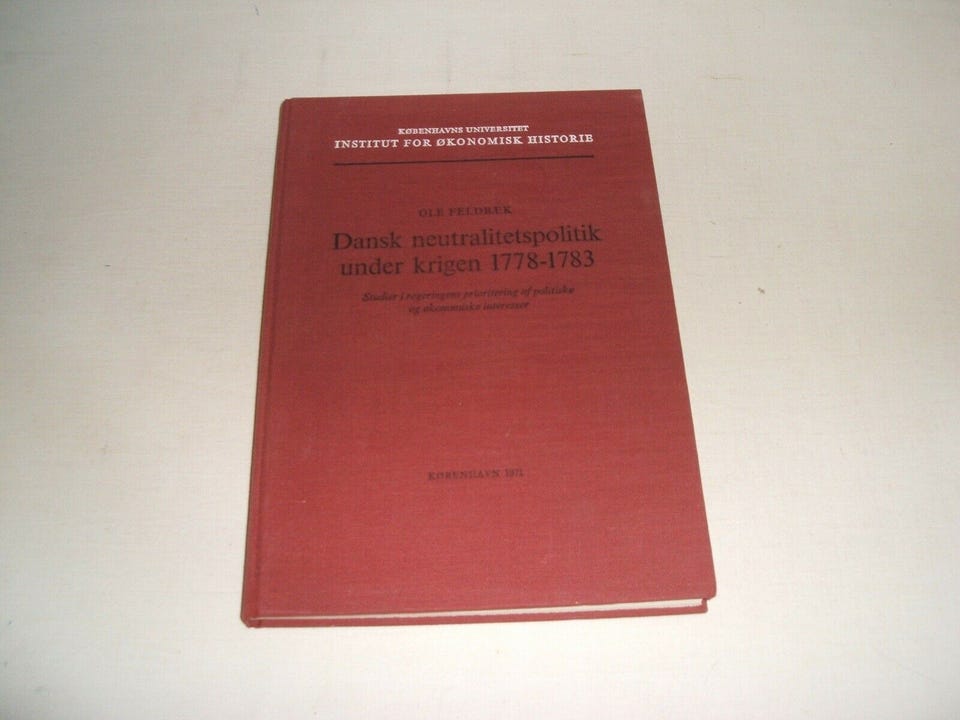 KØBENHAVNS UNIVERSITET
INSTITUT FOR ØKONOMISK HISTORIE
OLE FELDBÆK
Dansk neutralitetspolitik
under krigen 1778-1783
Studier i regeringens prioritering af politiske
og økonomiske interesser
KØBENHAVN 1971